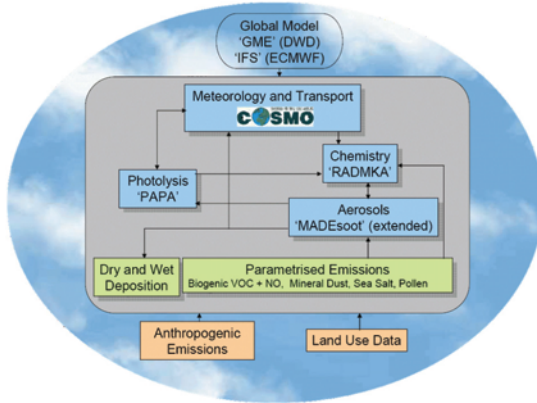 Global Model
'GME' (DWD)
'IFS' (ECMWF)
Meteorology and Transport
COSMO
Chemistry
'RADMKA'
Photolysis
'PAPA'
Aerosols
'MADEsoot' (extended)
Dry and Wet
Deposition
Parametrised Emissions
Biogenic VOC + NO, Mineral Dust, Sea Salt, Pollen
Anthropogenic
Emissions
Land Use Data